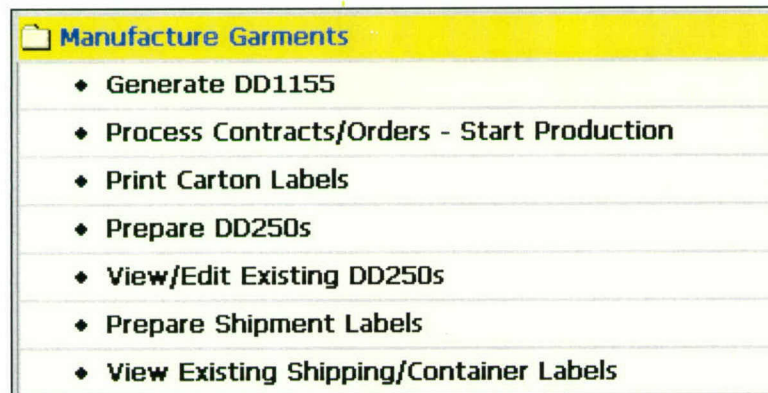 Manufacture Garments
Generate DD1155
Process Contracts/Orders - Start Production
Print Carton Labels
Prepare DD250s
View/Edit Existing DD250s
Prepare Shipment Labels
View Existing Shipping/Container Labels